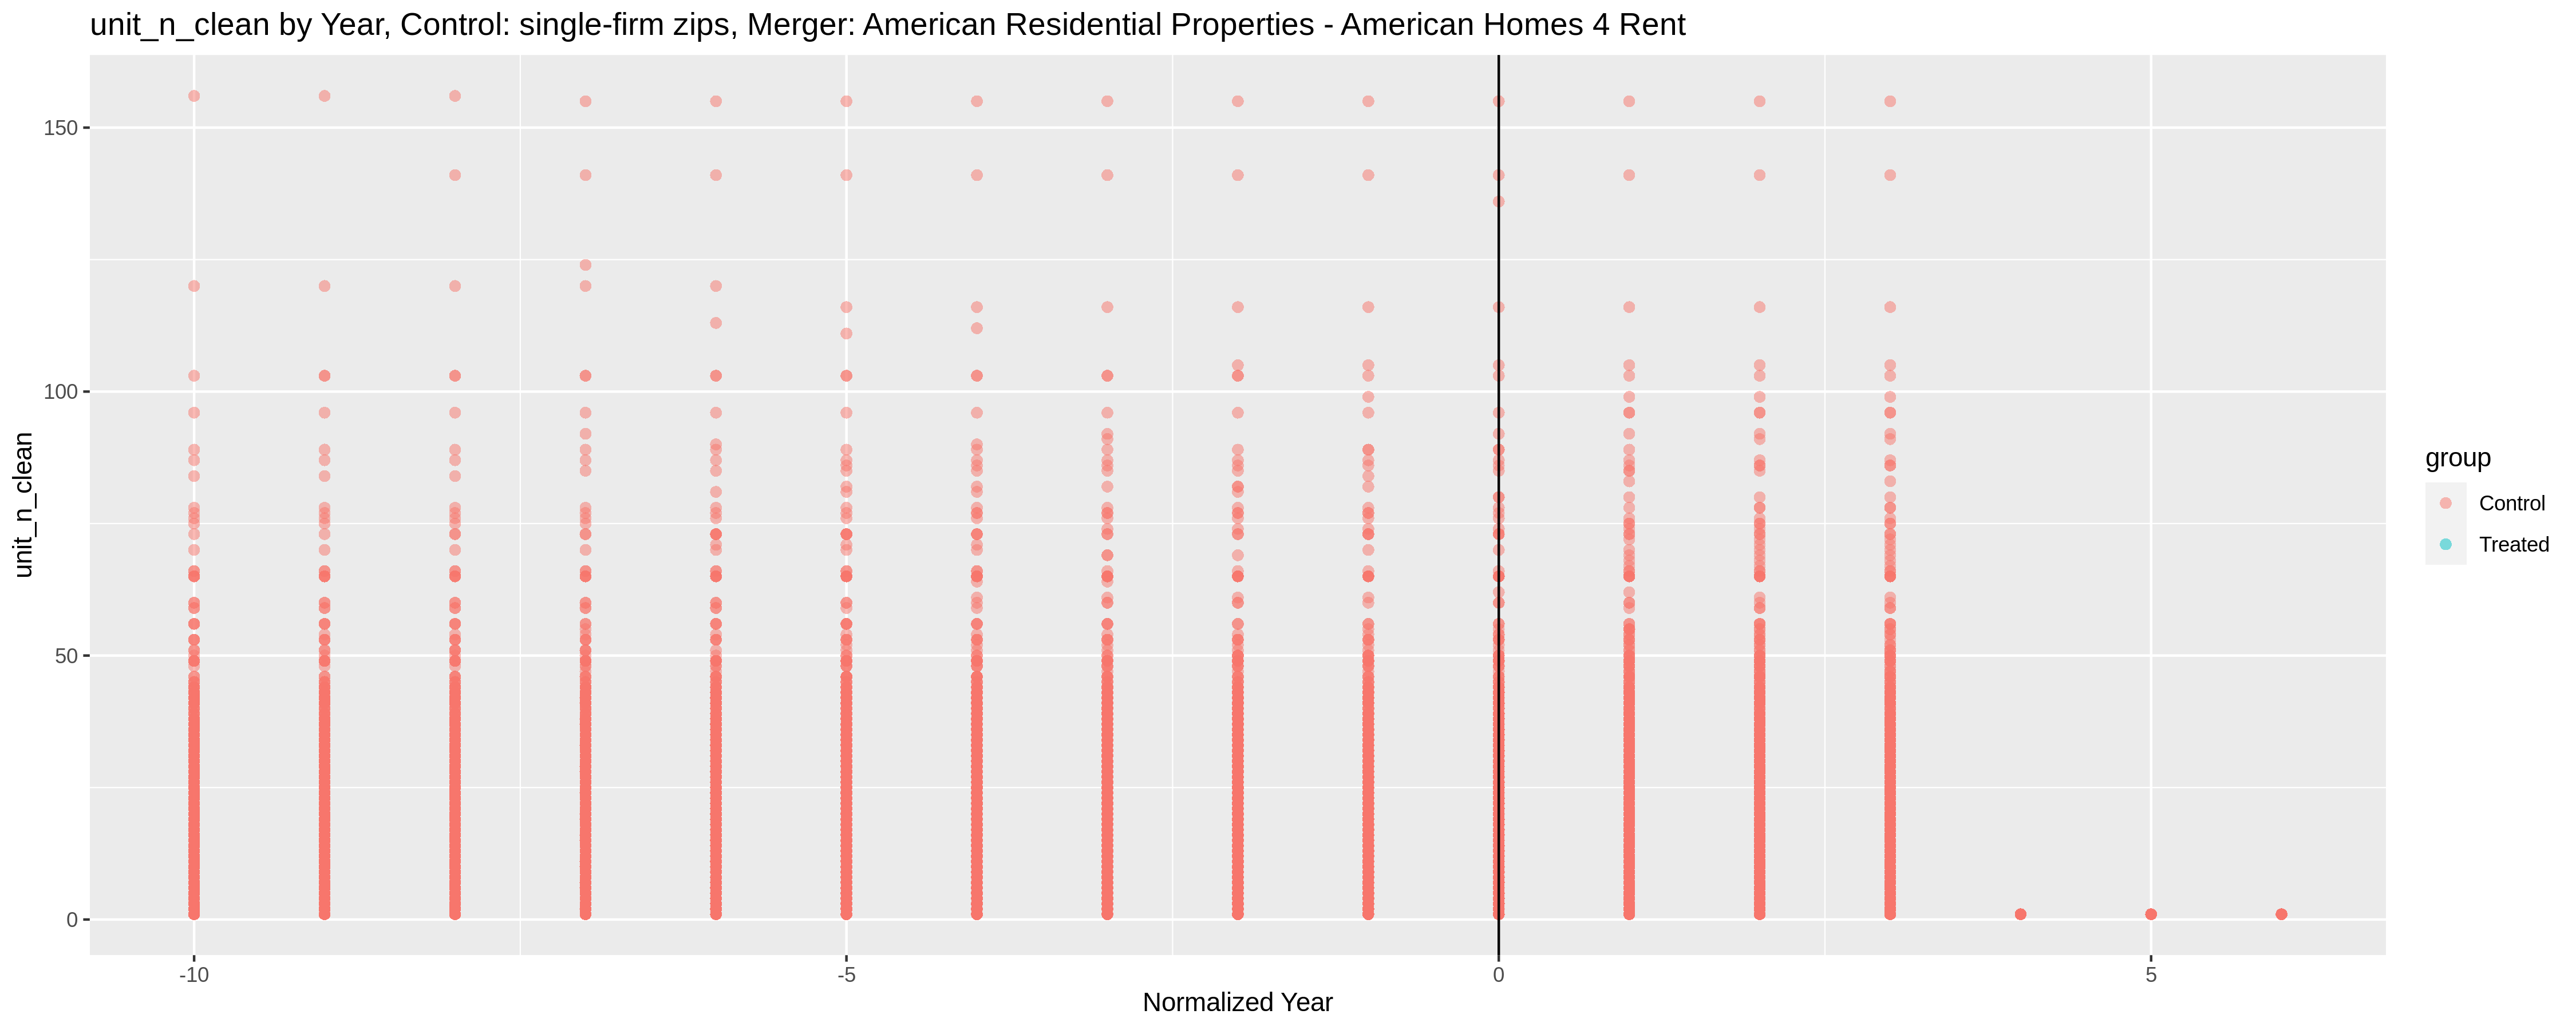 unit_n_clean by Year, Control: single-firm zips, Merger: American Residential Properties - American Homes 4 Rent
unit_n_clean
150
100
50
0
-10
-5
0
5
Normalized Year
group
Control
Treated